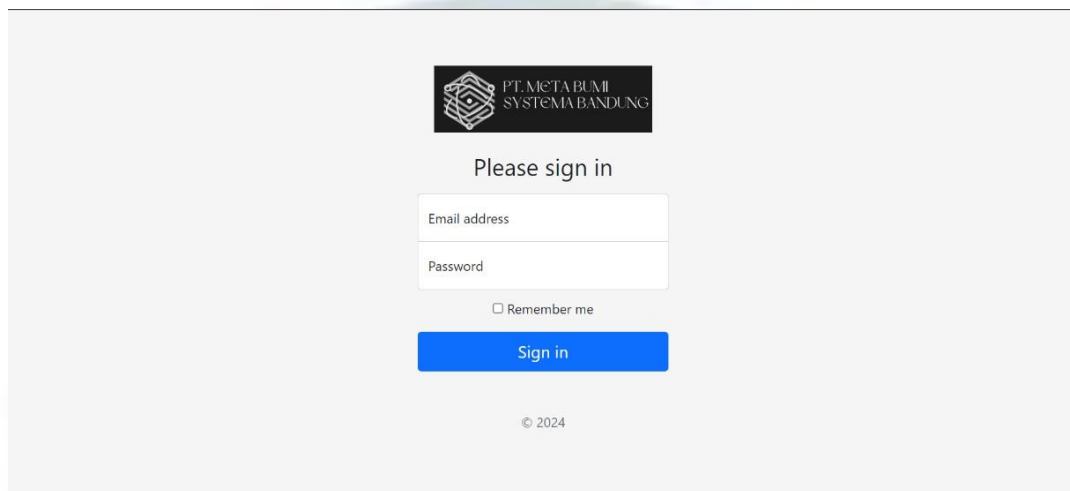 PT. META BUMI
SYSTEMA BANDUNG
Please sign in
Email address
Password
Remember me
Sign in
© 2024